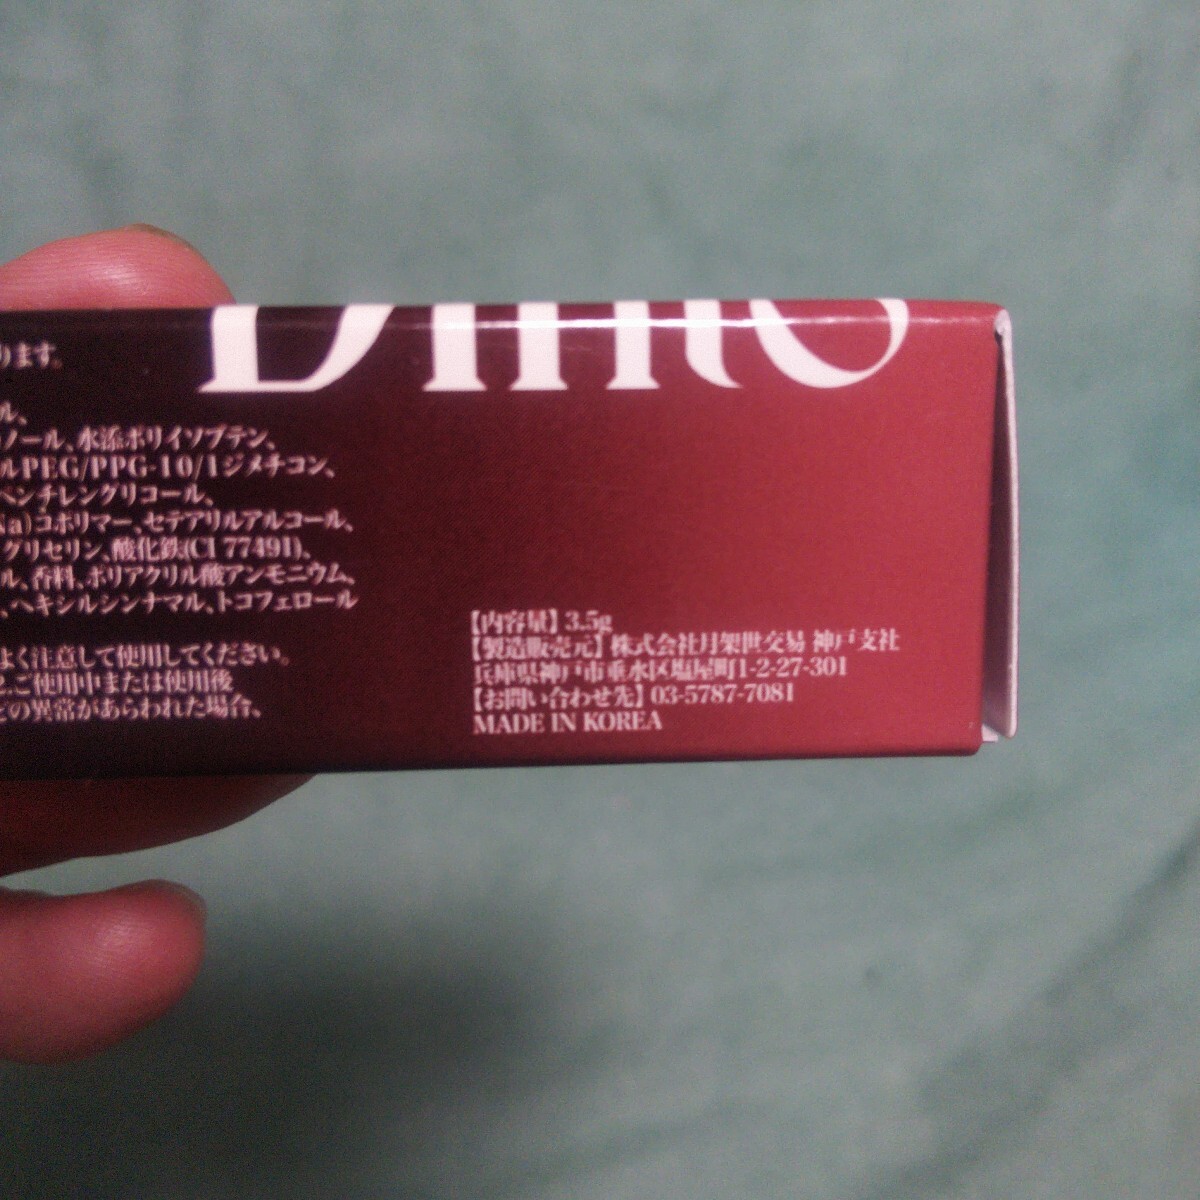 ります。
ル、
ノール、水添ポリイソブテン、
ルPEG/PPG-10/1ジメチコン、
ペンチレングリコール、
Na)コポリマー、セテアリルアルコール、
グリセリン、酸化鉄(CI 77491)、
ル、香料、ポリアクリル酸アンモニウム、
、ヘキシルシンナマル、トコフェロール
よく注意して使用してください。
2.ご使用中または使用後
どの異常があらわれた場合、
【内容量】3.5g
【製造販売元】株式会社月架世交易 神戸支社
兵庫県神戸市垂水区塩屋町1-2-27-301
【お問い合わせ先】03-5787-7081
MADE IN KOREA